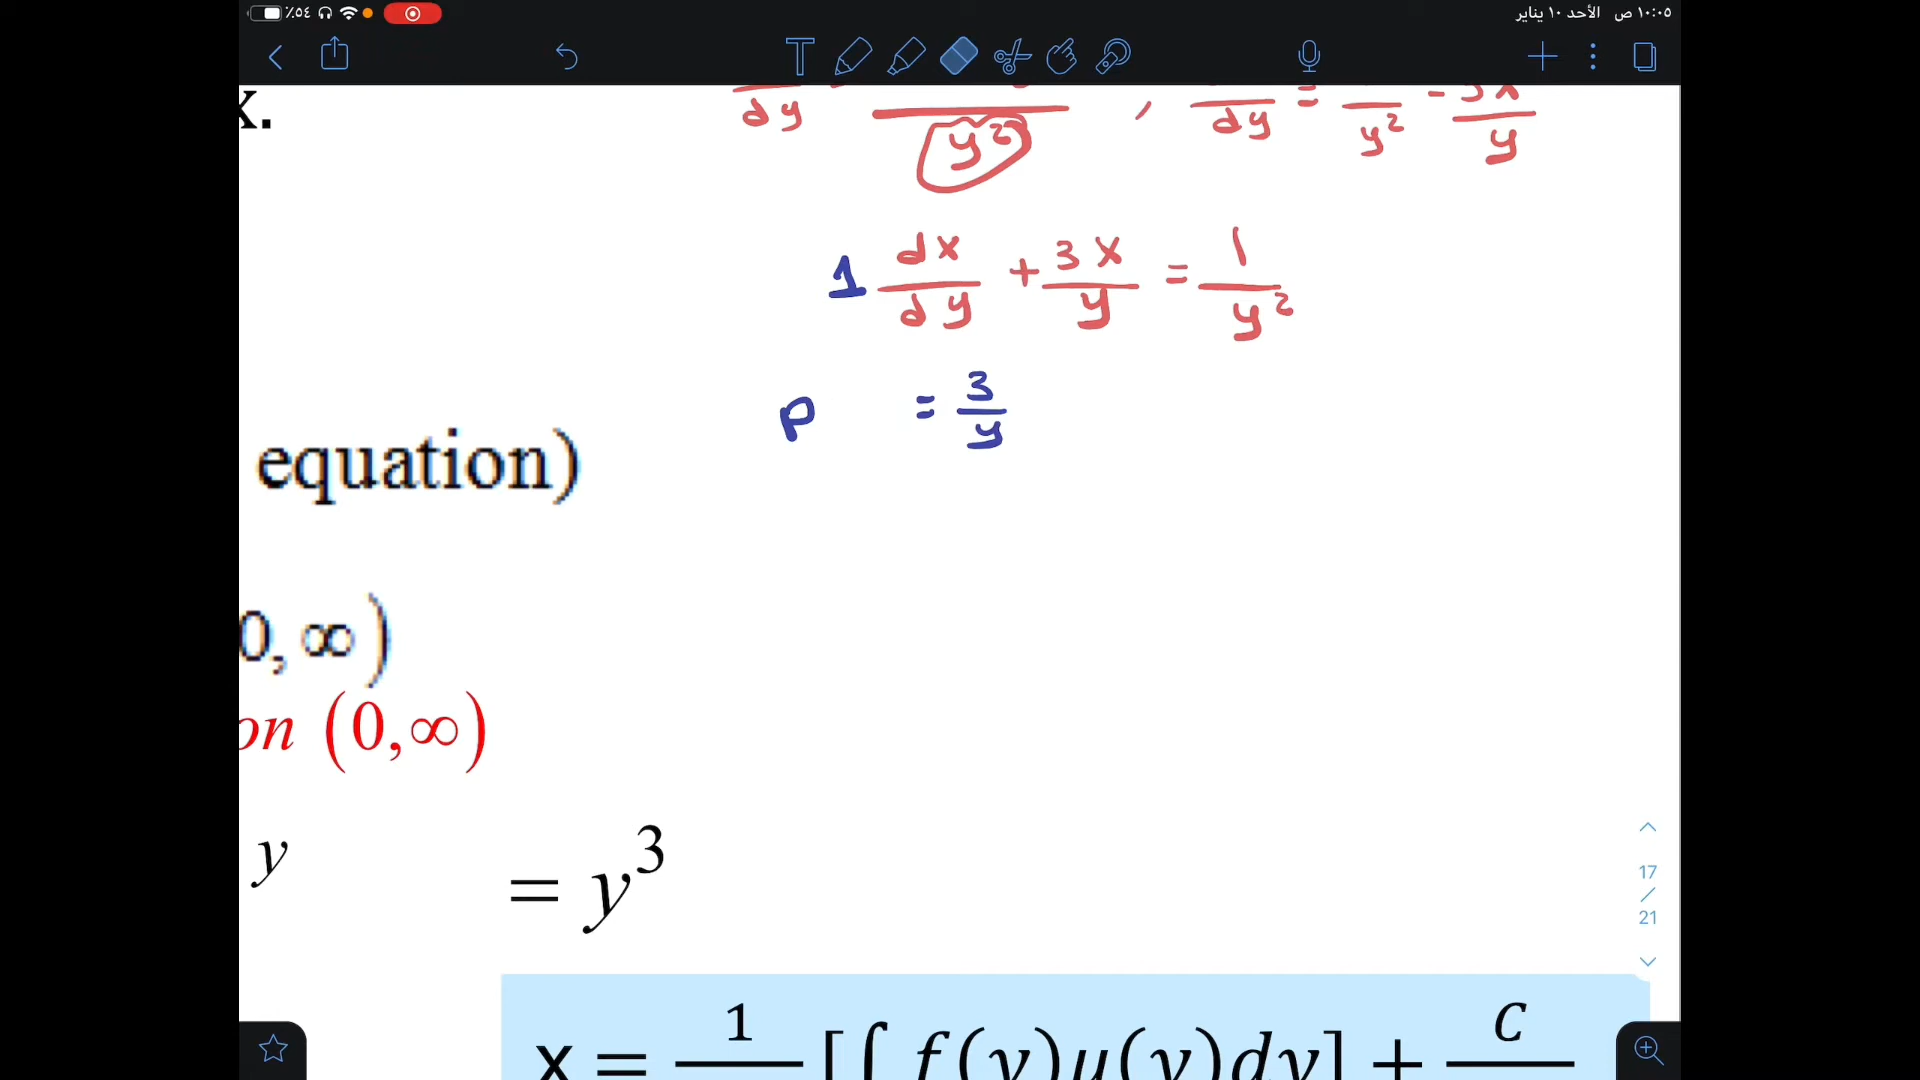 ٪٥٤
١٠:٠٥ ص الأحد ١٠ يناير
T
x.
dy y² , dy = y² - 3x/y
1 dx/dy + 3x/y = 1/y²
P = 3/y
equation)
0, ∞)
on (0,∞)
y = y³
17
/
21
x = 1 [∫ f(y)u(y)dy] + C